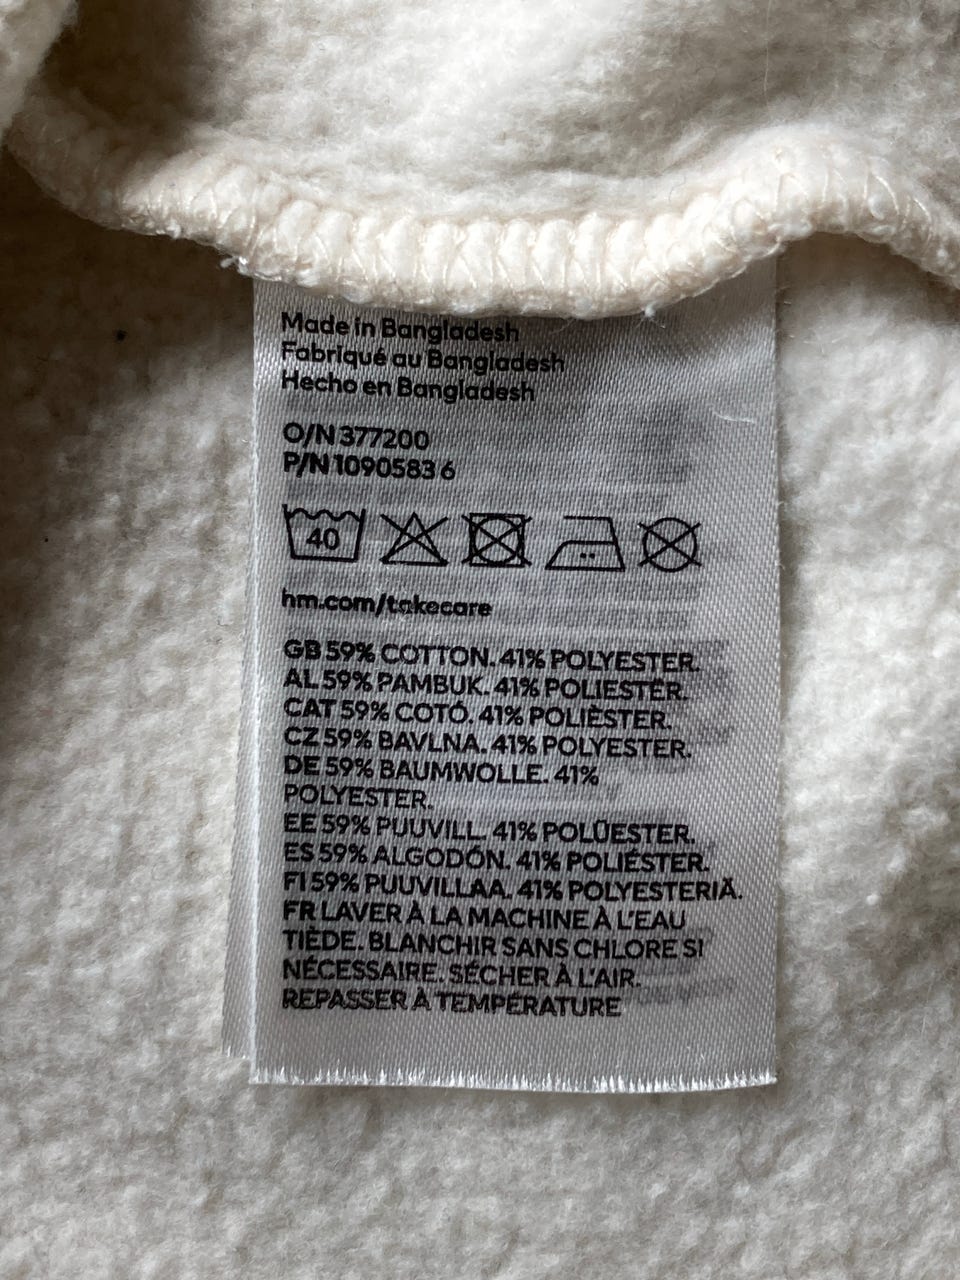 Made in Bangladesh
Fabriqué au Bangladesh
Hecho en Bangladesh
O/N 377200
P/N 1090583 6
40
hm.com/takecare
GB 59% COTTON. 41% POLYESTER.
AL 59% PAMBUK. 41% POLIESTËR.
CAT 59% COTÓ. 41% POLIÈSTER.
CZ 59% BAVLNA. 41% POLYESTER.
DE 59% BAUMWOLLE. 41%
POLYESTER.
EE 59% PUUVILL. 41% POLÜESTER.
ES 59% ALGODÓN. 41% POLIÉSTER.
FI 59% PUUVILLAA. 41% POLYESTERIÄ.
FR LAVER À LA MACHINE À L'EAU
TIÈDE. BLANCHIR SANS CHLORE SI
NÉCESSAIRE. SÉCHER À L'AIR.
REPASSER À TEMPÉRATURE